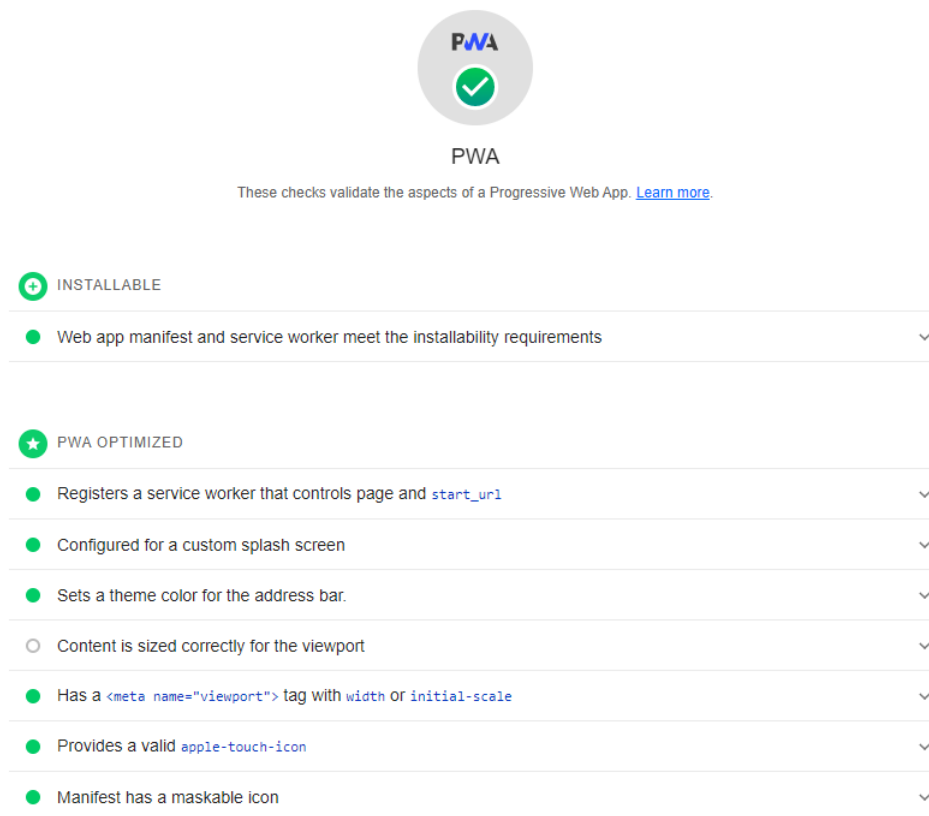 PWA
PWA
These checks validate the aspects of a Progressive Web App. Learn more.
INSTALLABLE
Web app manifest and service worker meet the installability requirements
PWA OPTIMIZED
Registers a service worker that controls page and start_url
Configured for a custom splash screen
Sets a theme color for the address bar.
Content is sized correctly for the viewport
Has a <meta name="viewport"> tag with width or initial-scale
Provides a valid apple-touch-icon
Manifest has a maskable icon